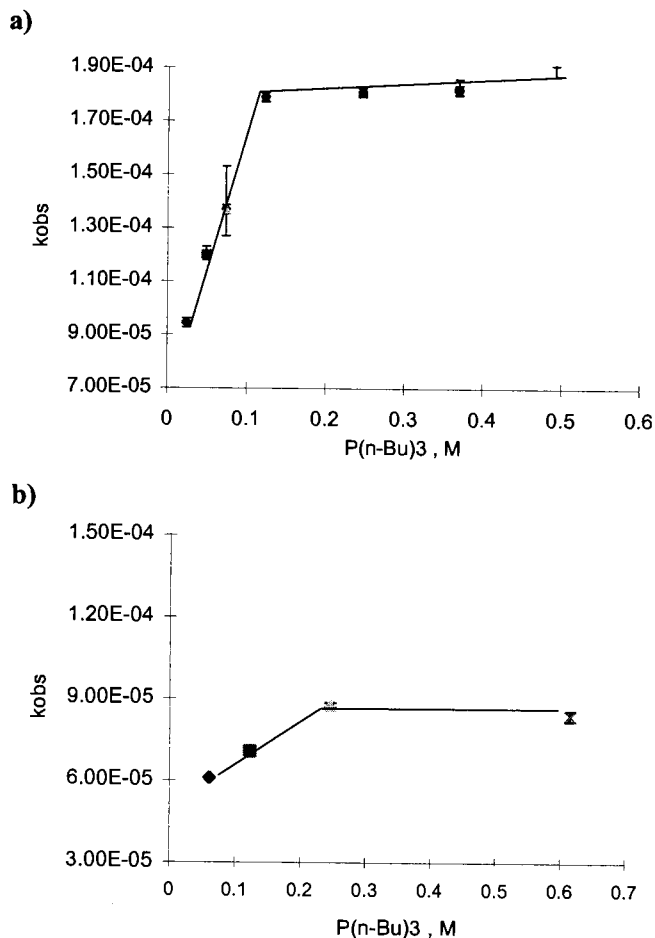 a)
1.90E-04
1.70E-04
1.50E-04
1.30E-04
1.10E-04
9.00E-05
7.00E-05
0 0.1 0.2 0.3 0.4 0.5 0.6
kobs
P(n-Bu)3 , M
b)
1.50E-04
1.20E-04
9.00E-05
6.00E-05
3.00E-05
0 0.1 0.2 0.3 0.4 0.5 0.6 0.7
kobs
P(n-Bu)3 , M